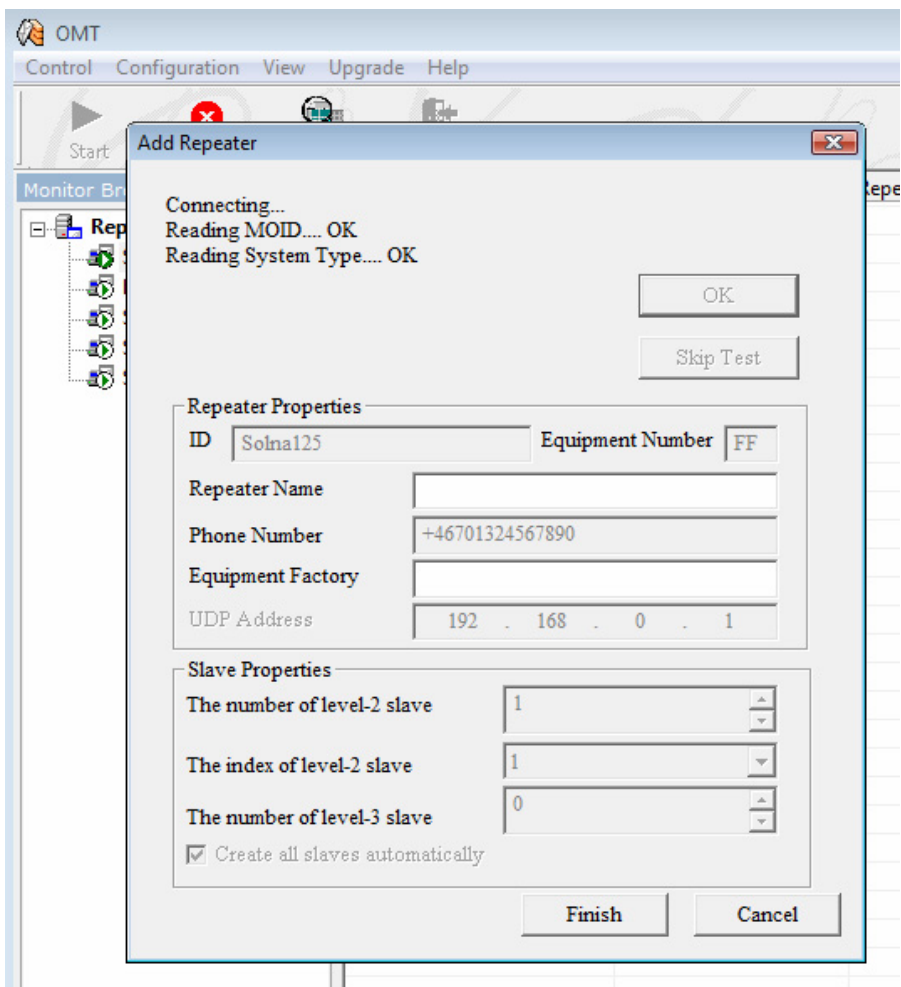 OMT
Control Configuration View Upgrade Help
Start
Add Repeater
Monitor Br
Repe
Rep
Connecting...
Reading MOID.... OK
Reading System Type.... OK
OK
Skip Test
Repeater Properties
ID Solna125 Equipment Number FF
Repeater Name
Phone Number +46701324567890
Equipment Factory
UDP Address 192 . 168 . 0 . 1
Slave Properties
The number of level-2 slave 1
The index of level-2 slave 1
The number of level-3 slave 0
Create all slaves automatically
Finish Cancel